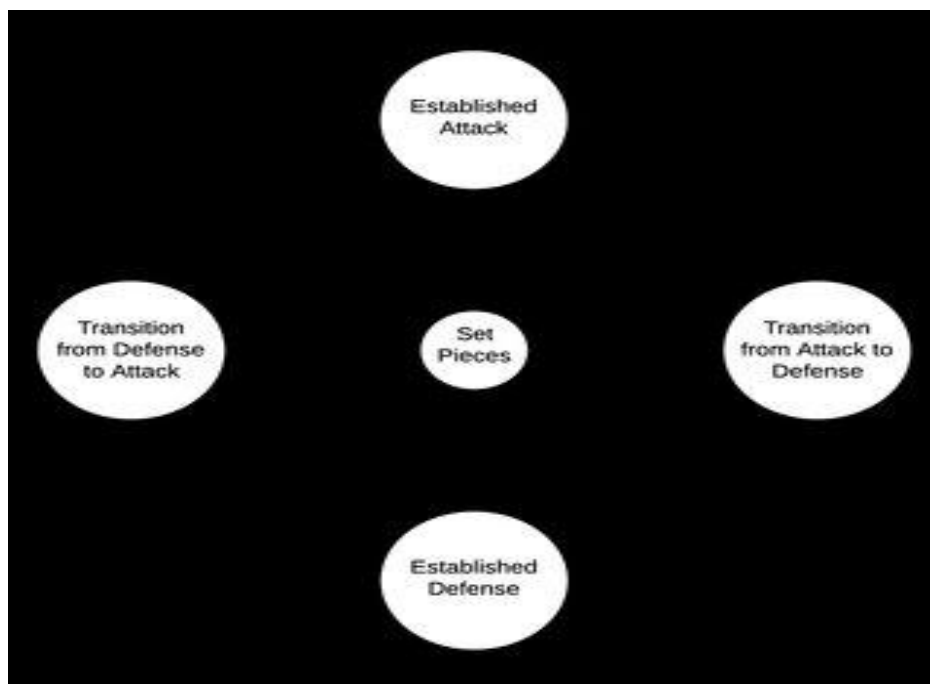 Established
Attack
Transition
from Defense
to Attack
Set
Pieces
Transition
from Attack to
Defense
Established
Defense